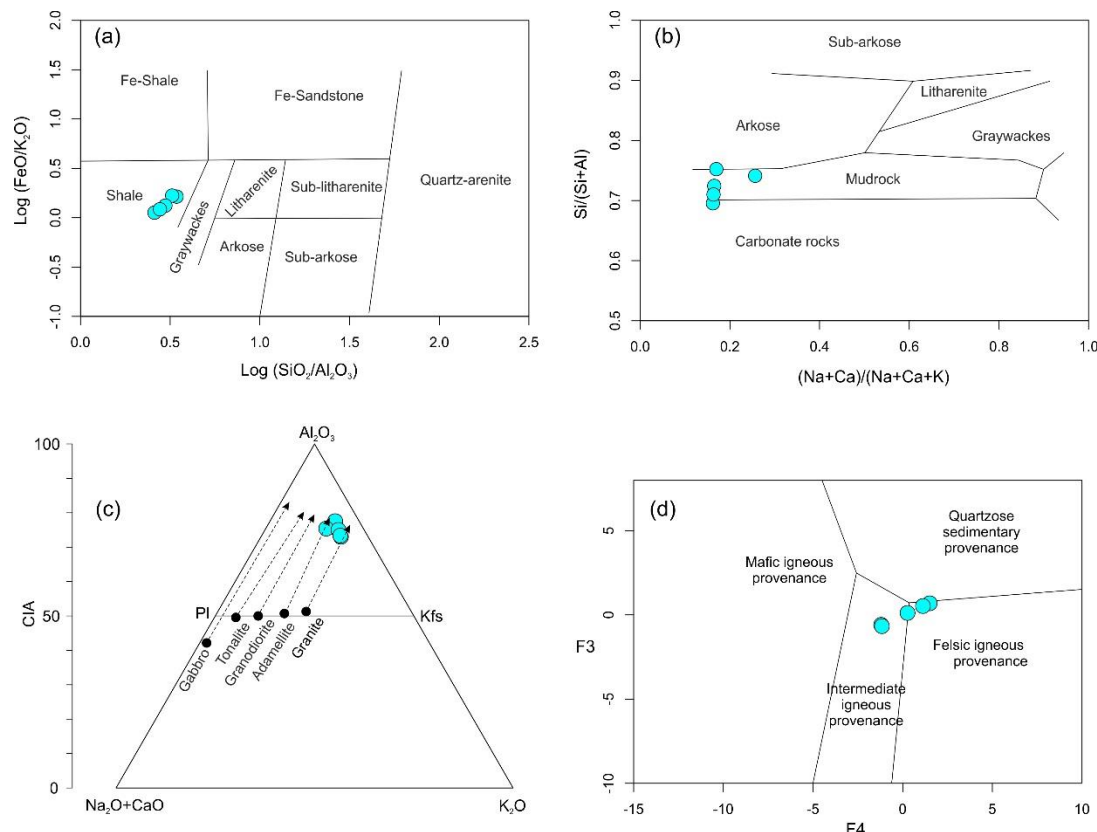 (a)
Fe-Shale
Fe-Sandstone
Shale
Graywackes
Litharenite
Sub-litharenite
Quartz-arenite
Arkose
Sub-arkose
Log (FeO/K₂O)
2.0
1.5
1.0
0.5
0.0
-0.5
-1.0
0.0 0.5 1.0 1.5 2.0 2.5
Log (SiO₂/Al₂O₃)
(b)
Sub-arkose
Litharenite
Arkose
Graywackes
Mudrock
Carbonate rocks
Si/(Si+Al)
1.0
0.9
0.8
0.7
0.6
0.5
0.0 0.2 0.4 0.6 0.8 1.0
(Na+Ca)/(Na+Ca+K)
(c)
Al₂O₃
100
50
0
CIA
Pl
Kfs
Gabbro
Tonalite
Granodiorite
Adamellite
Granite
Na₂O+CaO
K₂O
(d)
Quartzose
sedimentary
provenance
Mafic igneous
provenance
Felsic igneous
provenance
Intermediate
igneous
provenance
F3
5
0
-5
-10
-15 -10 -5 0 5 10
F4